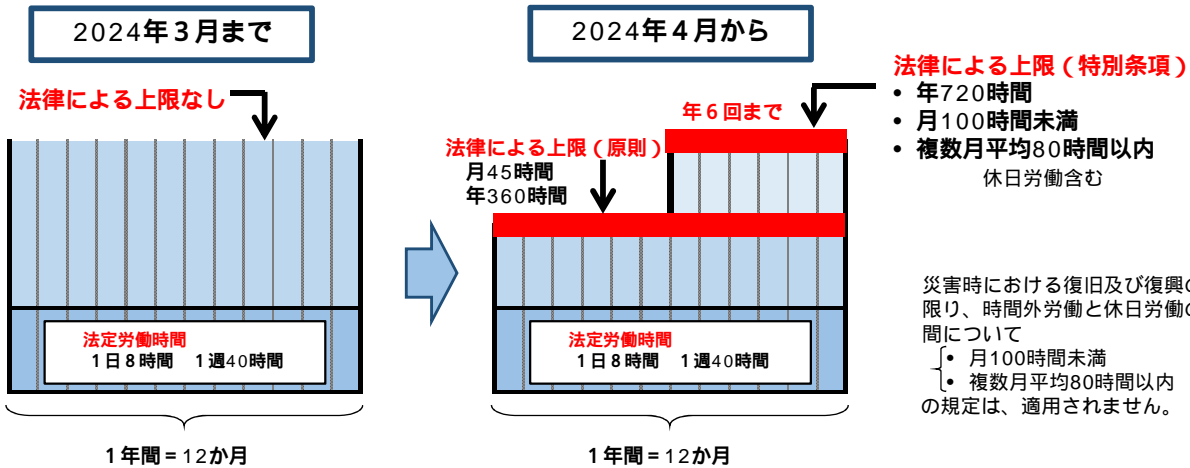 2024年３月まで
法律による上限なし
法定労働時間
１日８時間　１週40時間
１年間＝12か月
2024年４月から
法律による上限（原則）
月45時間
年360時間
年６回まで
法定労働時間
１日８時間　１週40時間
１年間＝12か月
法律による上限（特別条項）
• 年720時間
• 月100時間未満
• 複数月平均80時間以内
休日労働含む
災害時における復旧及び復興の
限り、時間外労働と休日労働の
間について
• 月100時間未満
• 複数月平均80時間以内
の規定は、適用されません。